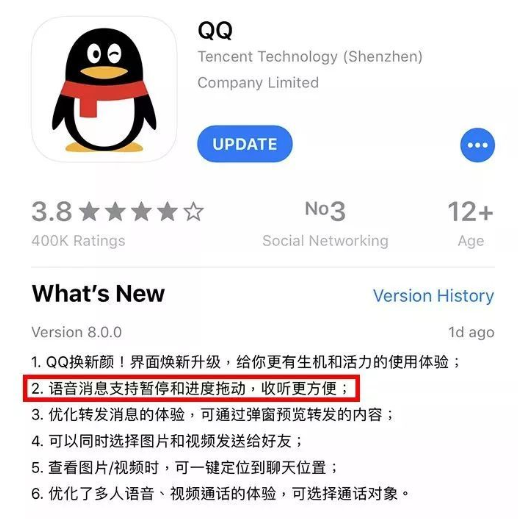 QQ
Tencent Technology (Shenzhen)
Company Limited
UPDATE
3.8
№3
12+
400K Ratings
Social Networking
Age
What's New
Version History
Version 8.0.0
1d ago
1. QQ换新颜！界面焕新升级，给你更有生机和活力的使用体验；
2. 语音消息支持暂停和进度拖动，收听更方便；
3. 优化转发消息的体验，可通过弹窗预览转发的内容；
4. 可以同时选择图片和视频发送给好友；
5. 查看图片/视频时，可一键定位到聊天位置；
6. 优化了多人语音、视频通话的体验，可选择通话对象。